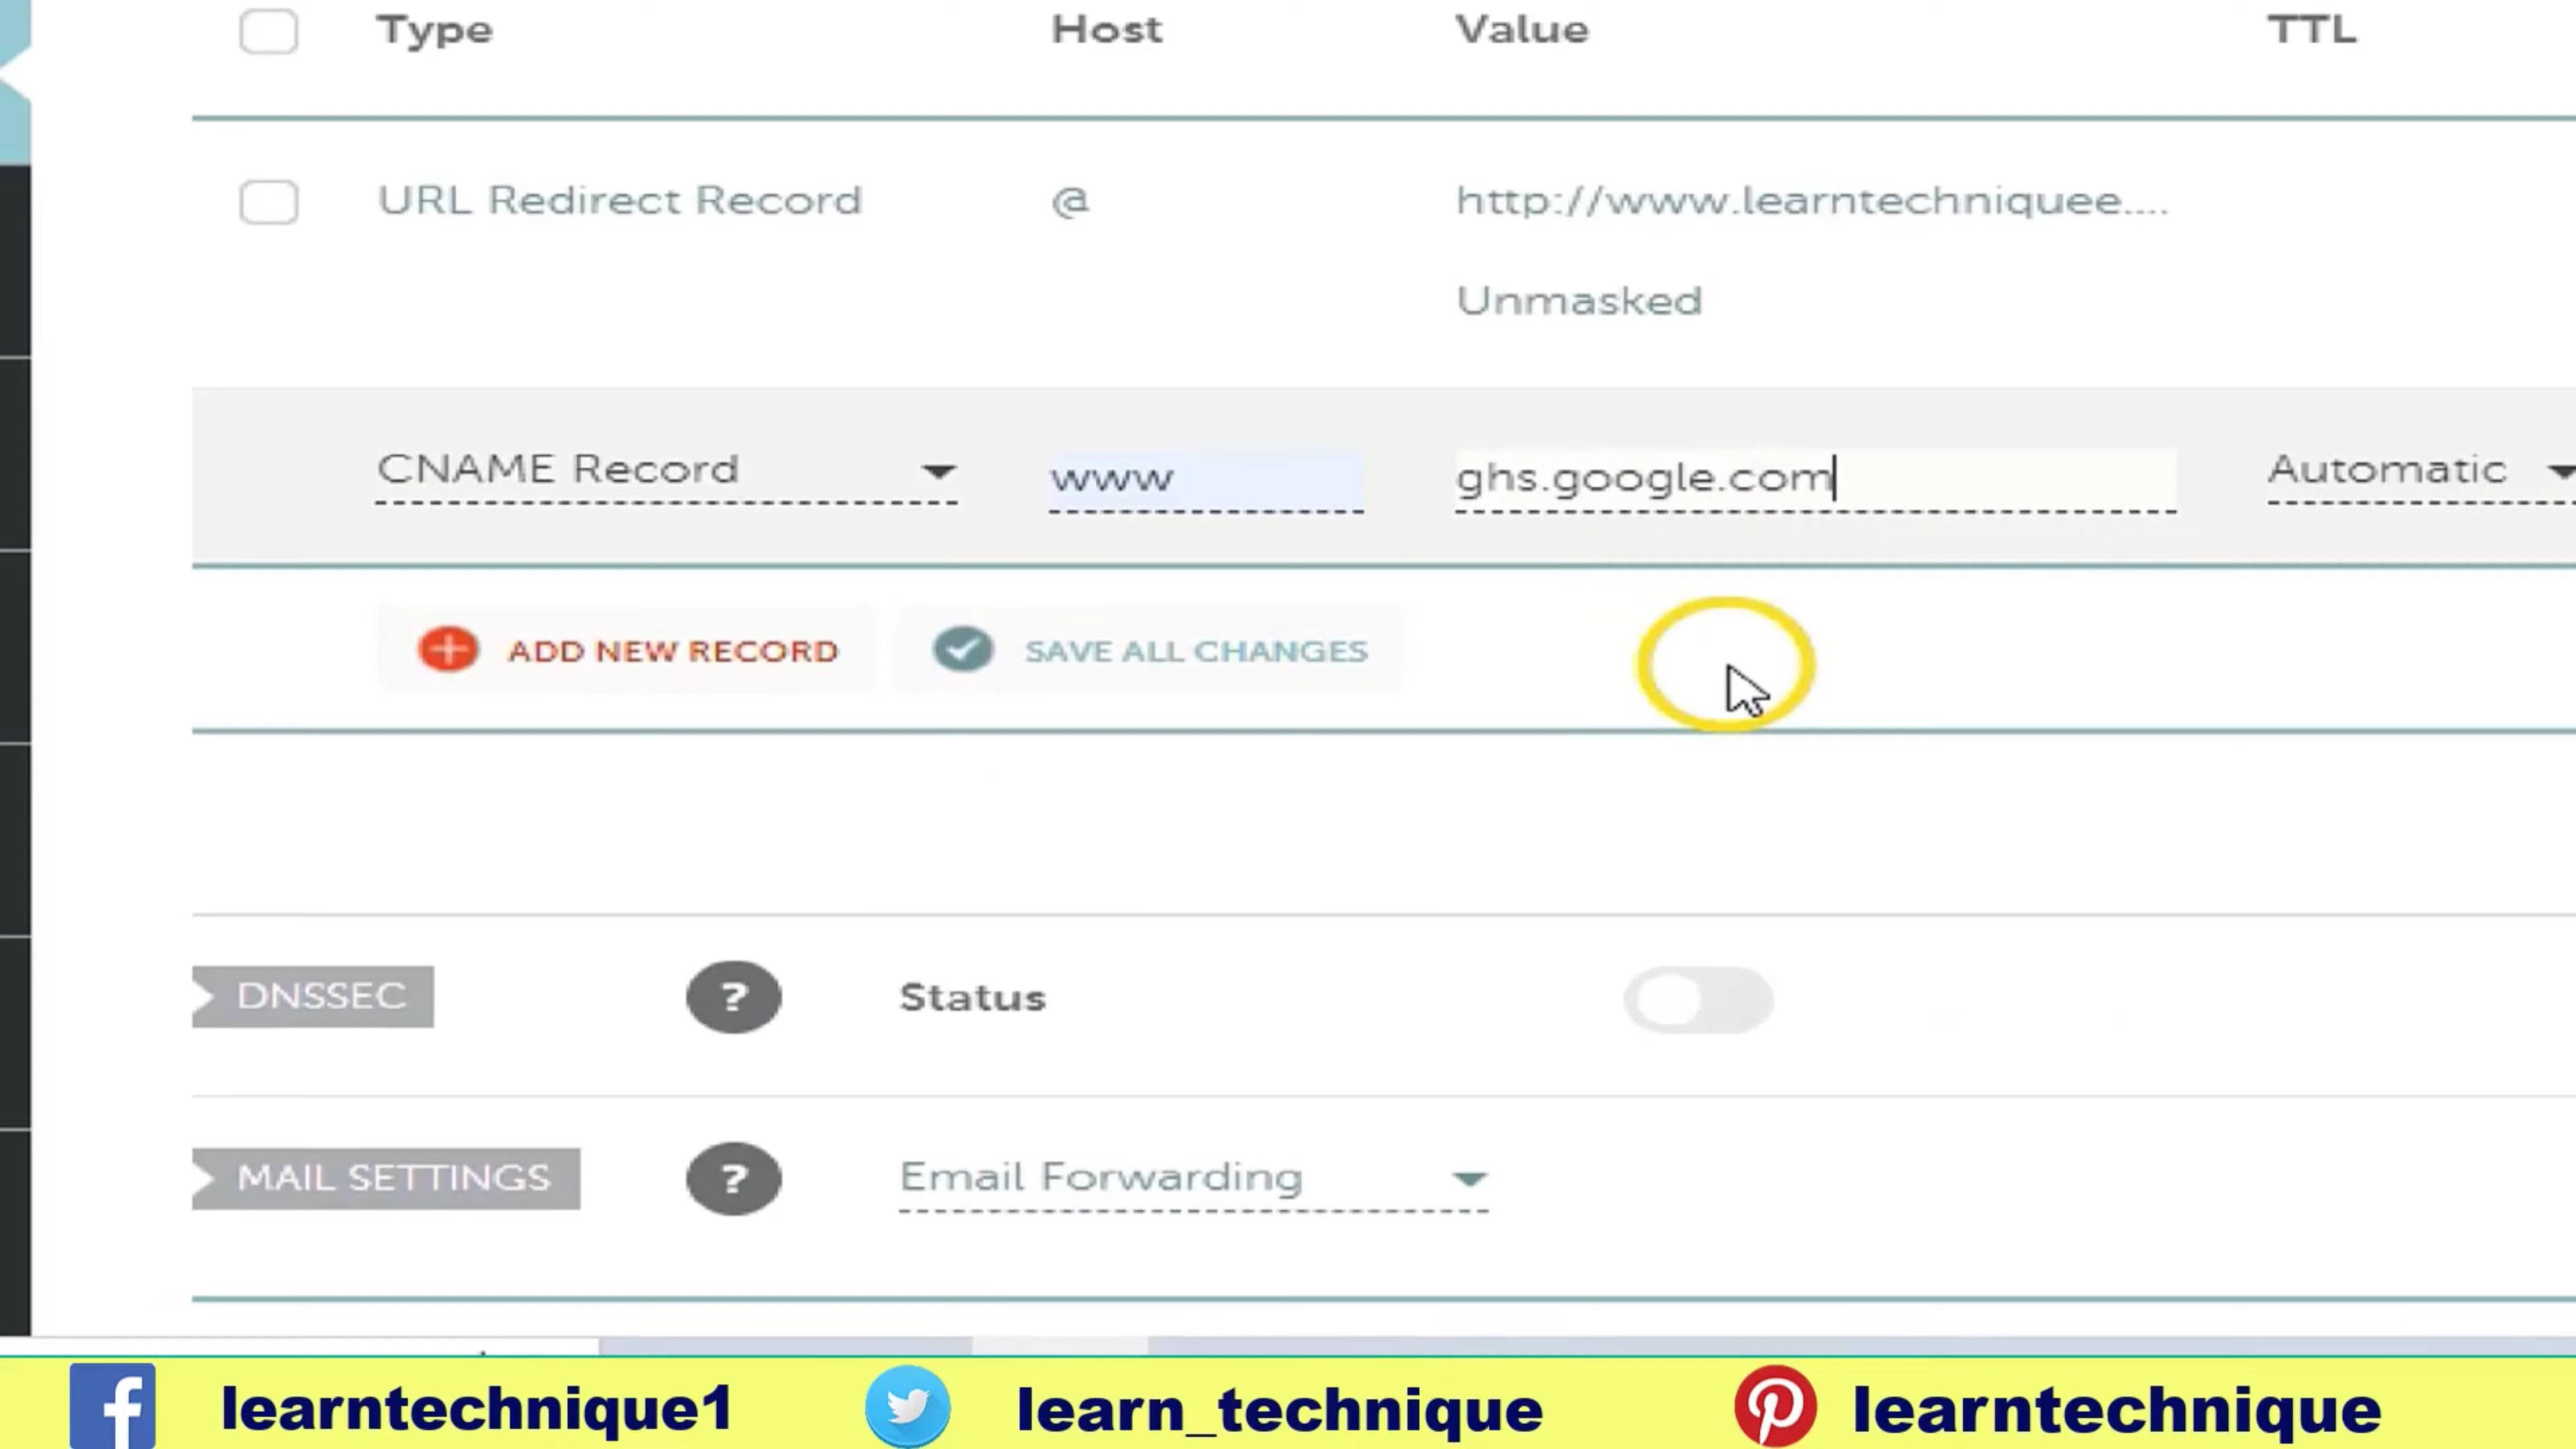 Type Host Value TTL
URL Redirect Record @ http://www.learntechniquee....
Unmasked
CNAME Record www ghs.google.com Automatic
ADD NEW RECORD SAVE ALL CHANGES
DNSSEC ? Status
MAIL SETTINGS ? Email Forwarding
learntechnique1 learn_technique learntechnique